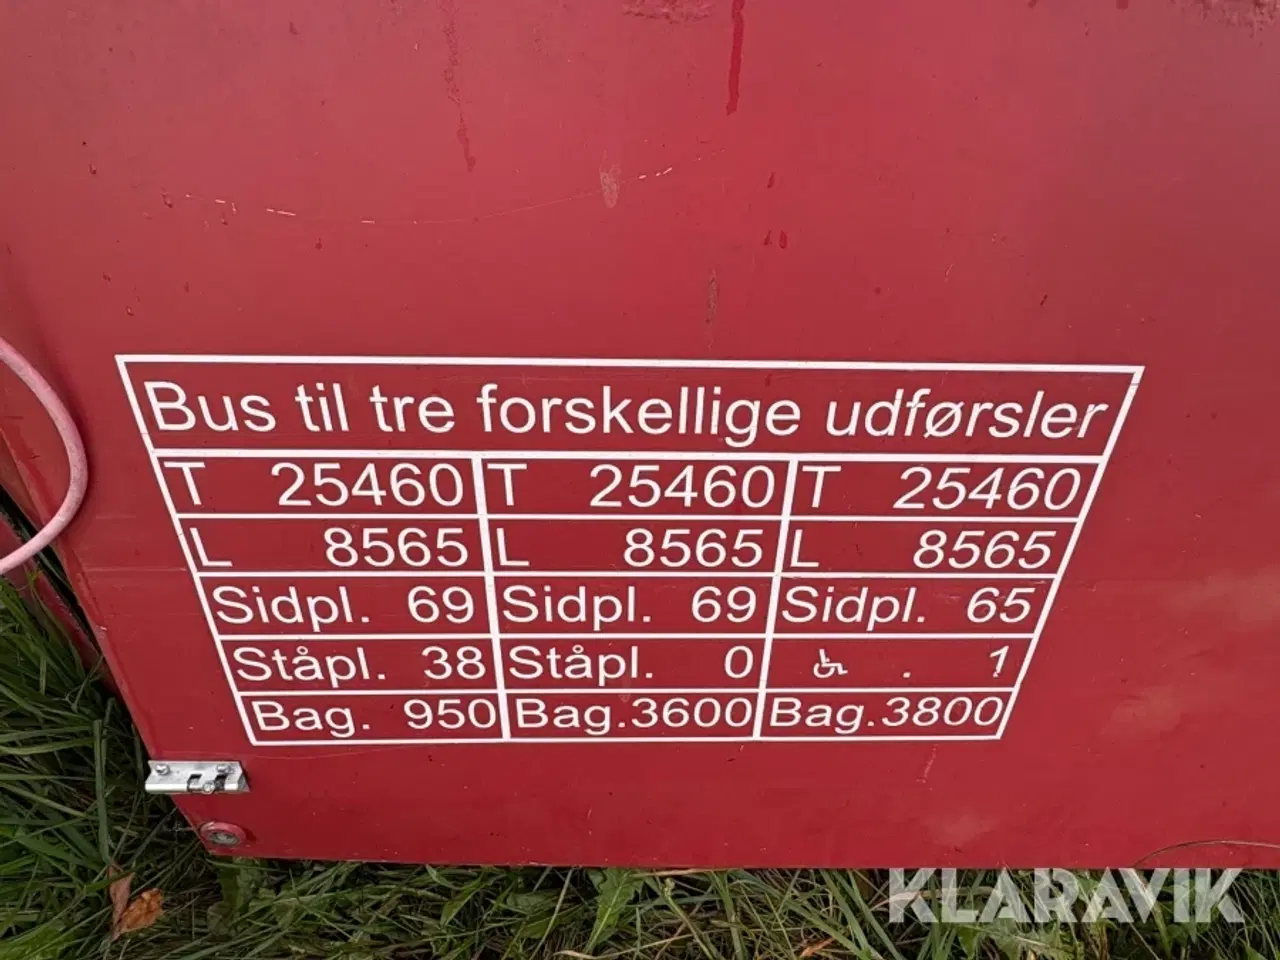 Bus til tre forskellige udførsler
T 25460 T 25460 T 25460
L 8565 L 8565 L 8565
Sidpl. 69 Sidpl. 69 Sidpl. 65
Ståpl. 38 Ståpl. 0 ♿ . 1
Bag. 950 Bag.3600 Bag.3800
KLARAVIK